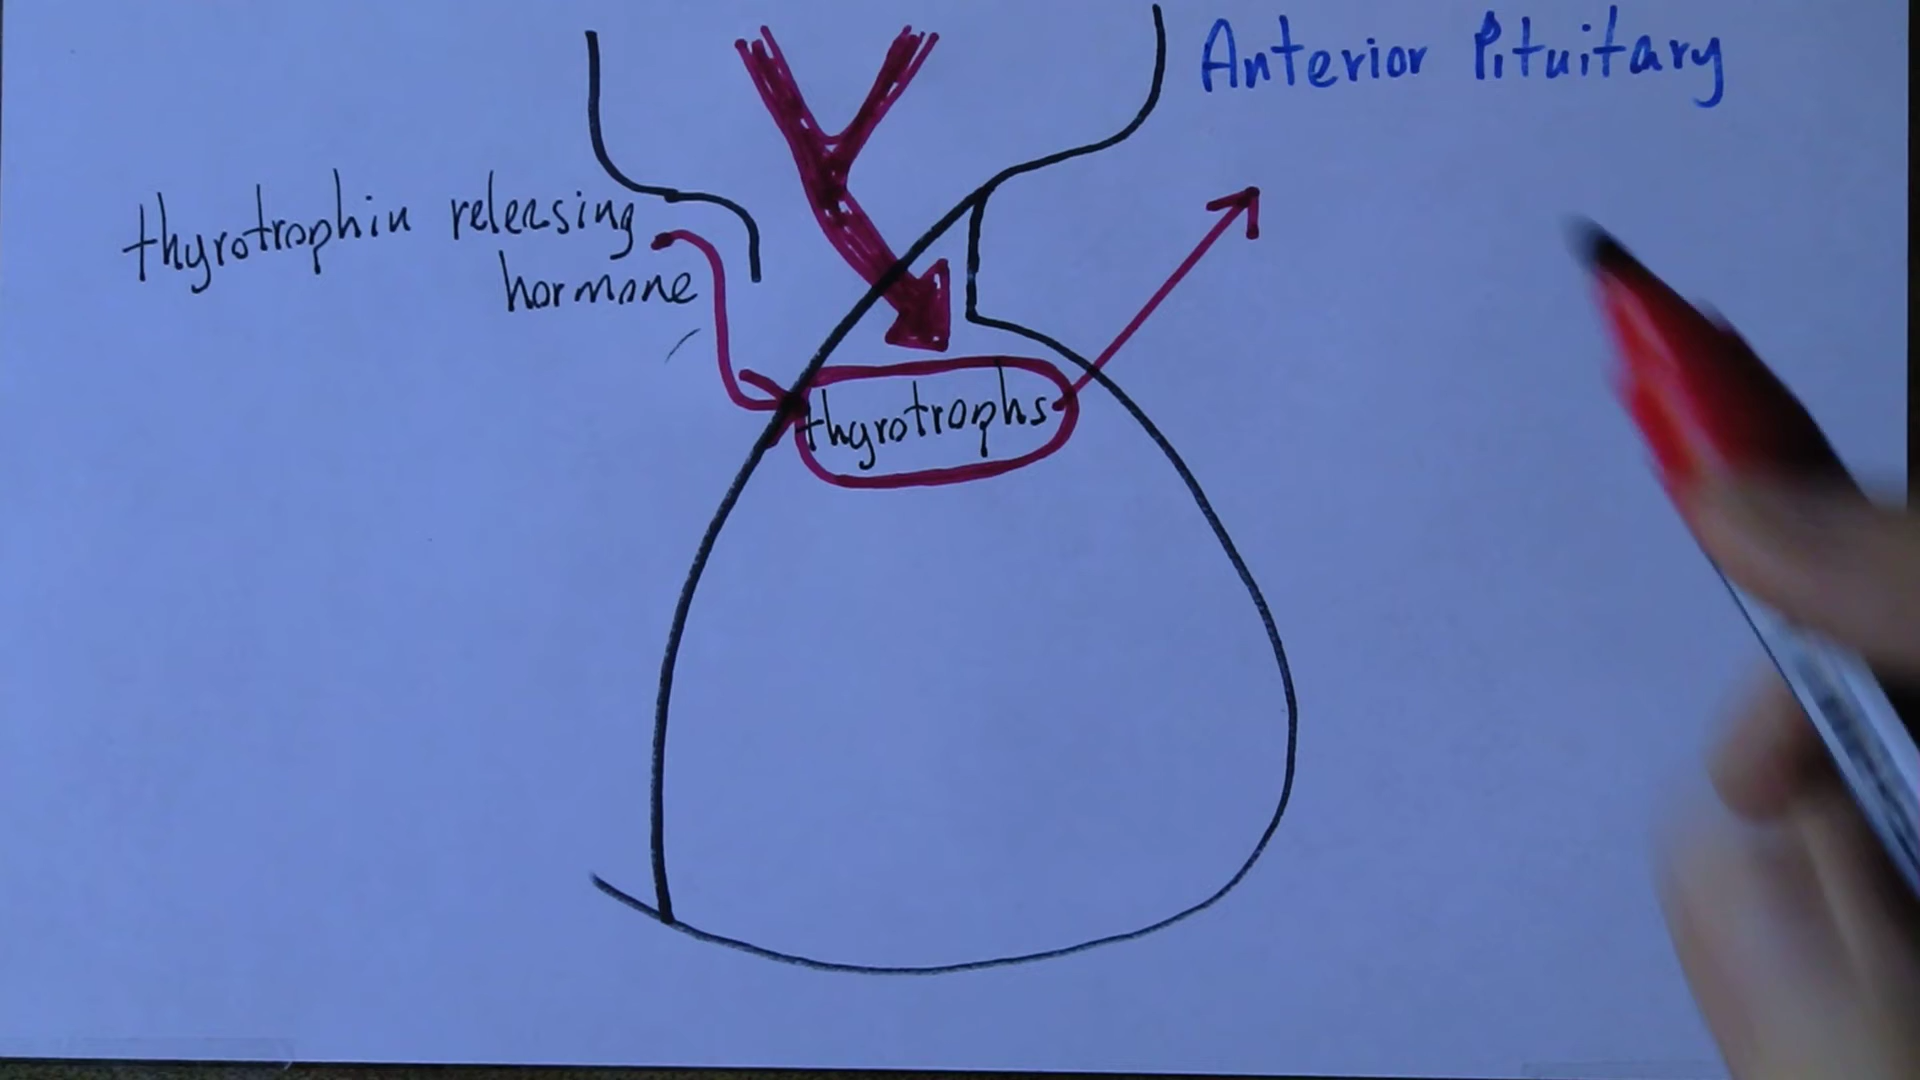 Anterior Pituitary
thyrotrophin releasing
hormone
thyrotrophs